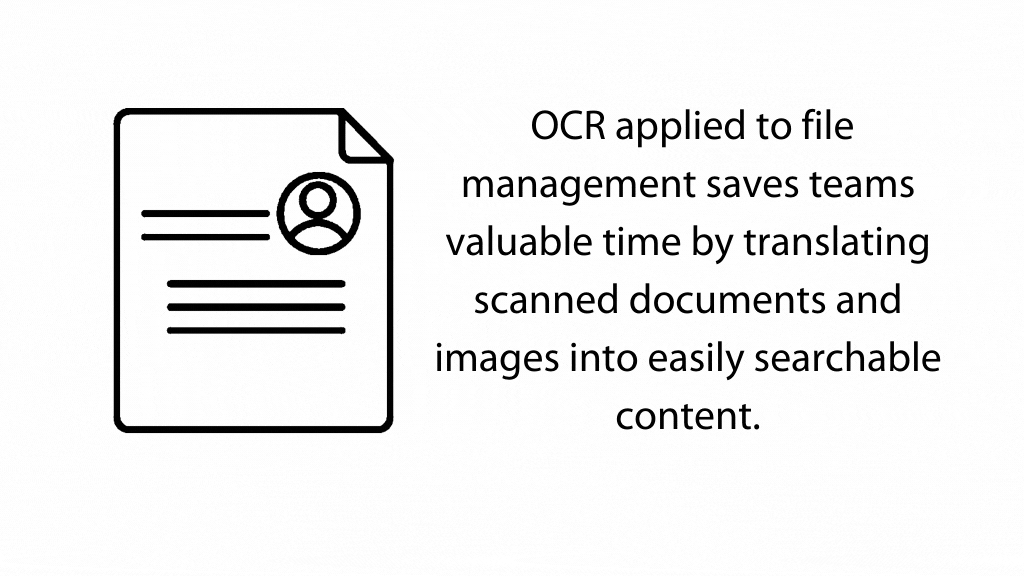 OCR applied to file
management saves teams
valuable time by translating
scanned documents and
images into easily searchable
content.